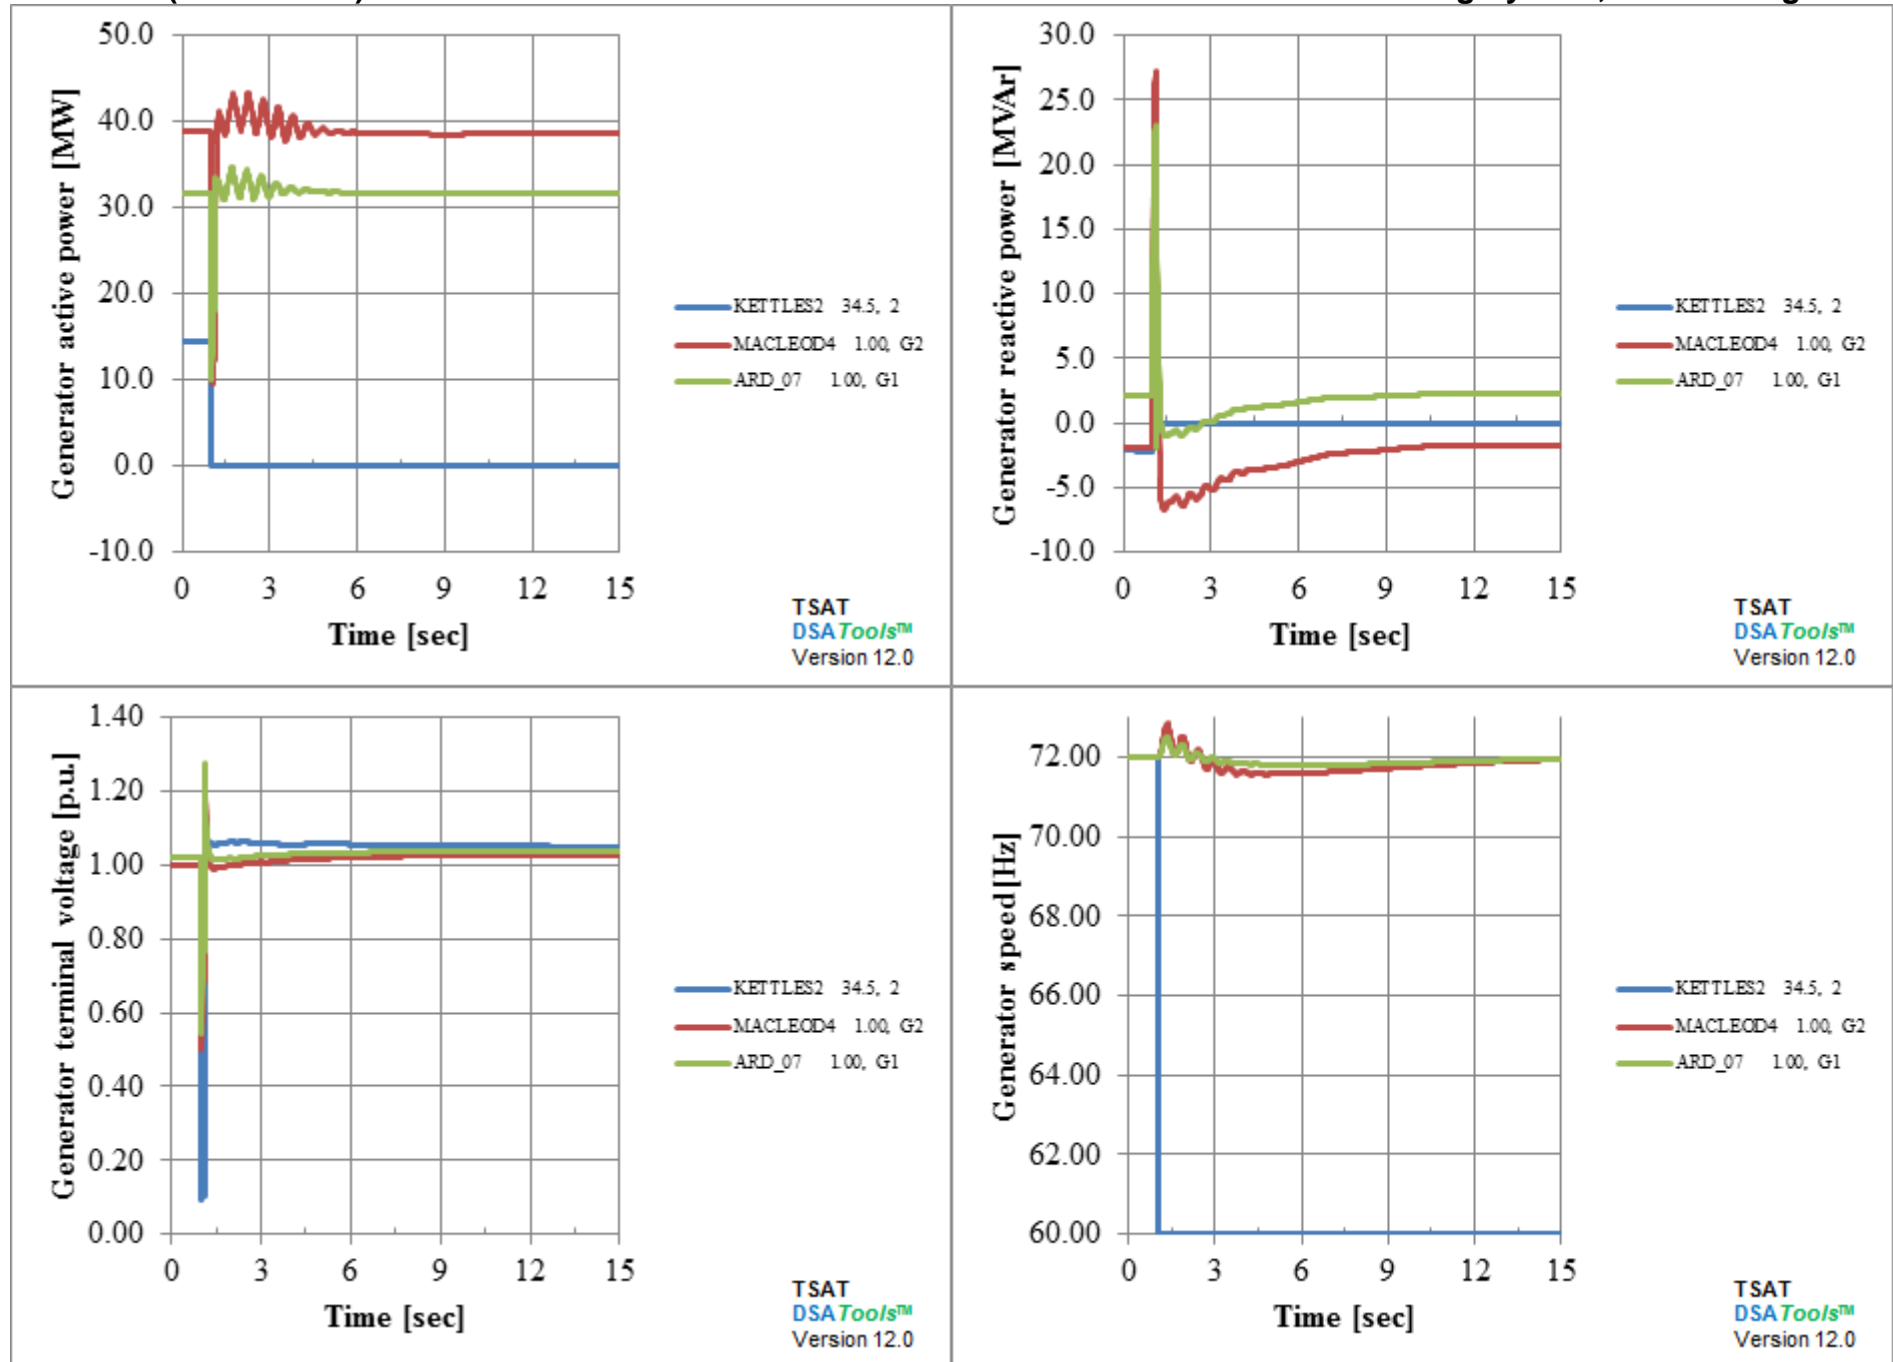 50.0
40.0
30.0
20.0
10.0
0.0
-10.0
0 3 6 9 12 15
Generator active power [MW]
Time [sec]
KETTLES2 34.5, 2
MACLEOD4 1.00, G2
ARD_07 1.00, G1
TSAT
DSATools™
Version 12.0
30.0
25.0
20.0
15.0
10.0
5.0
0.0
-5.0
-10.0
0 3 6 9 12 15
Generator reactive power [MVAr]
Time [sec]
KETTLES2 34.5, 2
MACLEOD4 1.00, G2
ARD_07 1.00, G1
TSAT
DSATools™
Version 12.0
1.40
1.20
1.00
0.80
0.60
0.40
0.20
0.00
0 3 6 9 12 15
Generator terminal voltage [p.u.]
Time [sec]
KETTLES2 34.5, 2
MACLEOD4 1.00, G2
ARD_07 1.00, G1
TSAT
DSATools™
Version 12.0
72.00
70.00
68.00
66.00
64.00
62.00
60.00
0 3 6 9 12 15
Generator speed[Hz]
Time [sec]
KETTLES2 34.5, 2
MACLEOD4 1.00, G2
ARD_07 1.00, G1
TSAT
DSATools™
Version 12.0